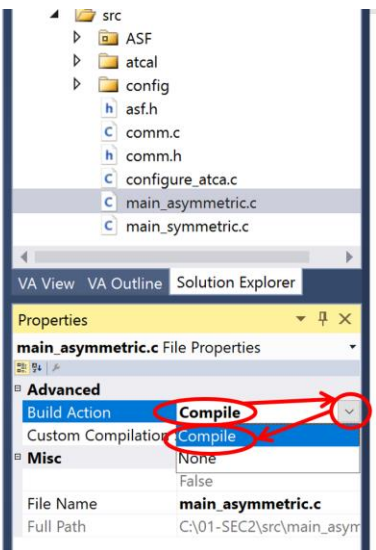 src
ASF
atcal
config
h asf.h
C comm.c
h comm.h
C configure_atca.c
C main_asymmetric.c
C main_symmetric.c
VA View VA Outline Solution Explorer
Properties
main_asymmetric.c File Properties
Advanced
Build Action Compile
Custom Compilation Compile
Misc None
False
File Name main_asymmetric.c
Full Path C:\01-SEC2\src\main_asym